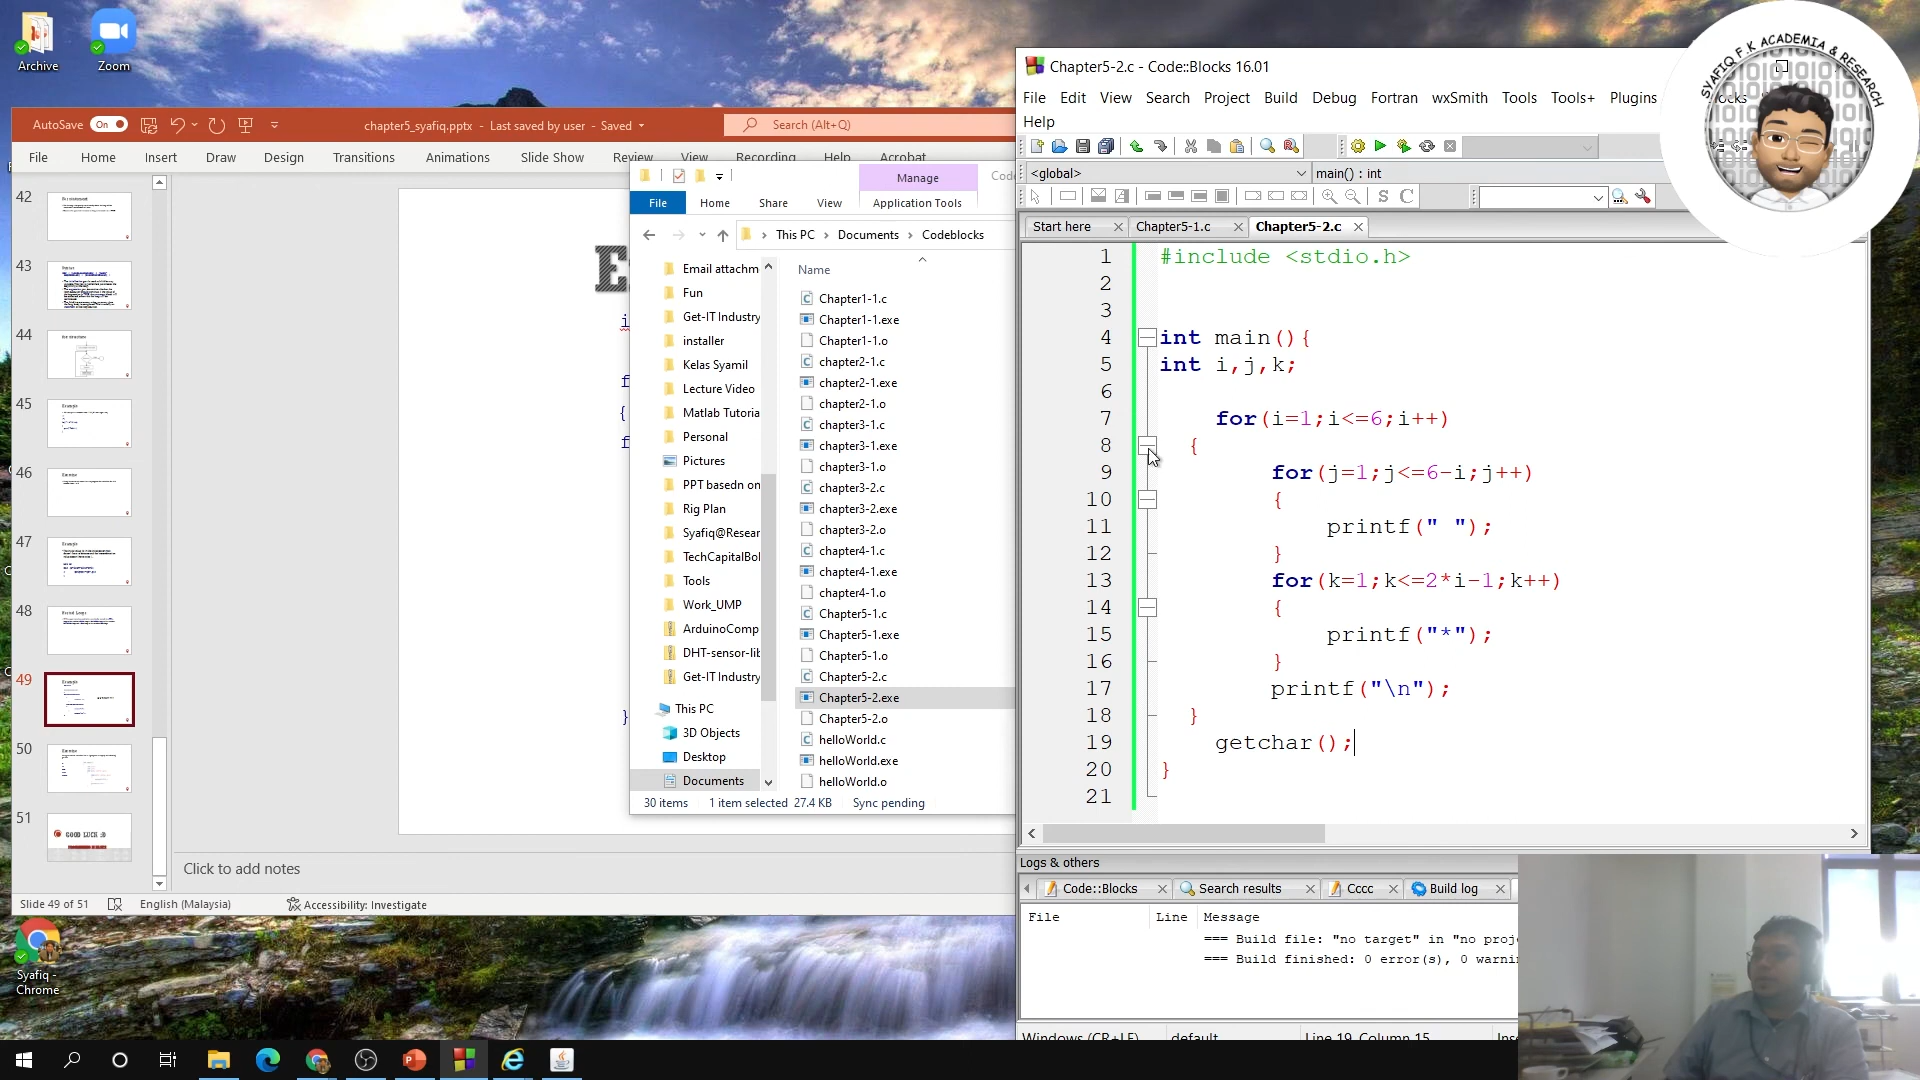 Archive
Zoom
SYAFIQ F.K ACADEMIA & RESEARCH
AutoSave On
chapter5_syafiq.pptx - Last saved by user - Saved
Search (Alt+Q)
File Home Insert Draw Design Transitions Animations Slide Show Review View Recording Help Acrobat
42
43
44
45
46
47
48
49
50
51
GOOD LUCK :D
Click to add notes
Slide 49 of 51 English (Malaysia) Accessibility: Investigate
Manage
File Home Share View Application Tools
This PC > Documents > Codeblocks
Name
Email attachm
Fun
Get-IT Industry
installer
Kelas Syamil
Lecture Video
Matlab Tutoria
Personal
Pictures
PPT basedn on
Rig Plan
Syafiq@Resear
TechCapitalBol
Tools
Work_UMP
ArduinoComp
DHT-sensor-lib
Get-IT Industry
This PC
3D Objects
Desktop
Documents
Chapter1-1.c
Chapter1-1.exe
Chapter1-1.o
chapter2-1.c
chapter2-1.exe
chapter2-1.o
chapter3-1.c
chapter3-1.exe
chapter3-1.o
chapter3-2.c
chapter3-2.exe
chapter3-2.o
chapter4-1.c
chapter4-1.exe
chapter4-1.o
Chapter5-1.c
Chapter5-1.exe
Chapter5-1.o
Chapter5-2.c
Chapter5-2.exe
Chapter5-2.o
helloWorld.c
helloWorld.exe
helloWorld.o
30 items 1 item selected 27.4 KB Sync pending
Chapter5-2.c - Code::Blocks 16.01
File Edit View Search Project Build Debug Fortran wxSmith Tools Tools+ Plugins
Help
<global> main() : int
Start here Chapter5-1.c Chapter5-2.c
1 #include <stdio.h>
2
3
4 int main(){
5 int i,j,k;
6
7 for(i=1;i<=6;i++)
8 {
9 for(j=1;j<=6-i;j++)
10 {
11 printf(" ");
12 }
13 for(k=1;k<=2*i-1;k++)
14 {
15 printf("*");
16 }
17 printf("\n");
18 }
19 getchar();
20 }
21
Logs & others
Code::Blocks Search results Cccc Build log
File Line Message
=== Build file: "no target" in "no proj
=== Build finished: 0 error(s), 0 warnin
Windows (CR+LF) default Line 19, Column 15 Inse
Syafiq -
Chrome